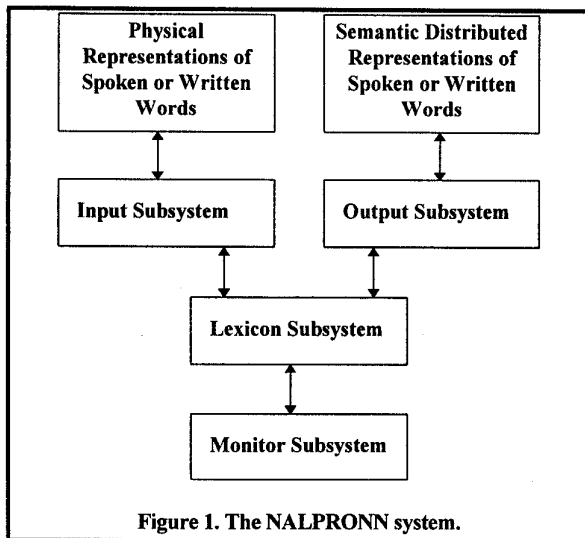 Physical
Representations of
Spoken or Written
Words
Semantic Distributed
Representations of
Spoken or Written
Words
Input Subsystem
Output Subsystem
Lexicon Subsystem
Monitor Subsystem
Figure 1. The NALPRONN system.